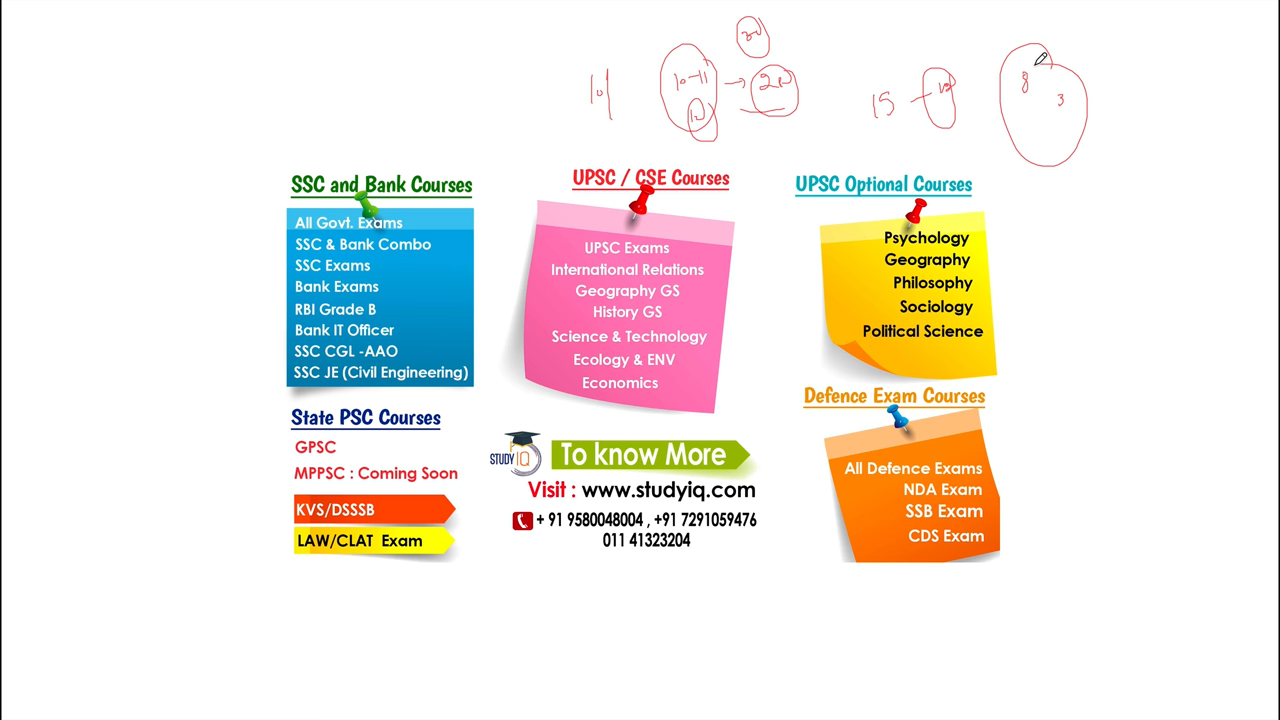 10-11
15
8
3
SSC and Bank Courses
All Govt. Exams
SSC & Bank Combo
SSC Exams
Bank Exams
RBI Grade B
Bank IT Officer
SSC CGL -AAO
SSC JE (Civil Engineering)
UPSC / CSE Courses
UPSC Exams
International Relations
Geography GS
History GS
Science & Technology
Ecology & ENV
Economics
UPSC Optional Courses
Psychology
Geography
Philosophy
Sociology
Political Science
State PSC Courses
GPSC
MPPSC : Coming Soon
KVS/DSSSB
LAW/CLAT Exam
STUDY IQ
To know More
Visit : www.studyiq.com
+ 91 9580048004 , +91 7291059476
011 41323204
Defence Exam Courses
All Defence Exams
NDA Exam
SSB Exam
CDS Exam